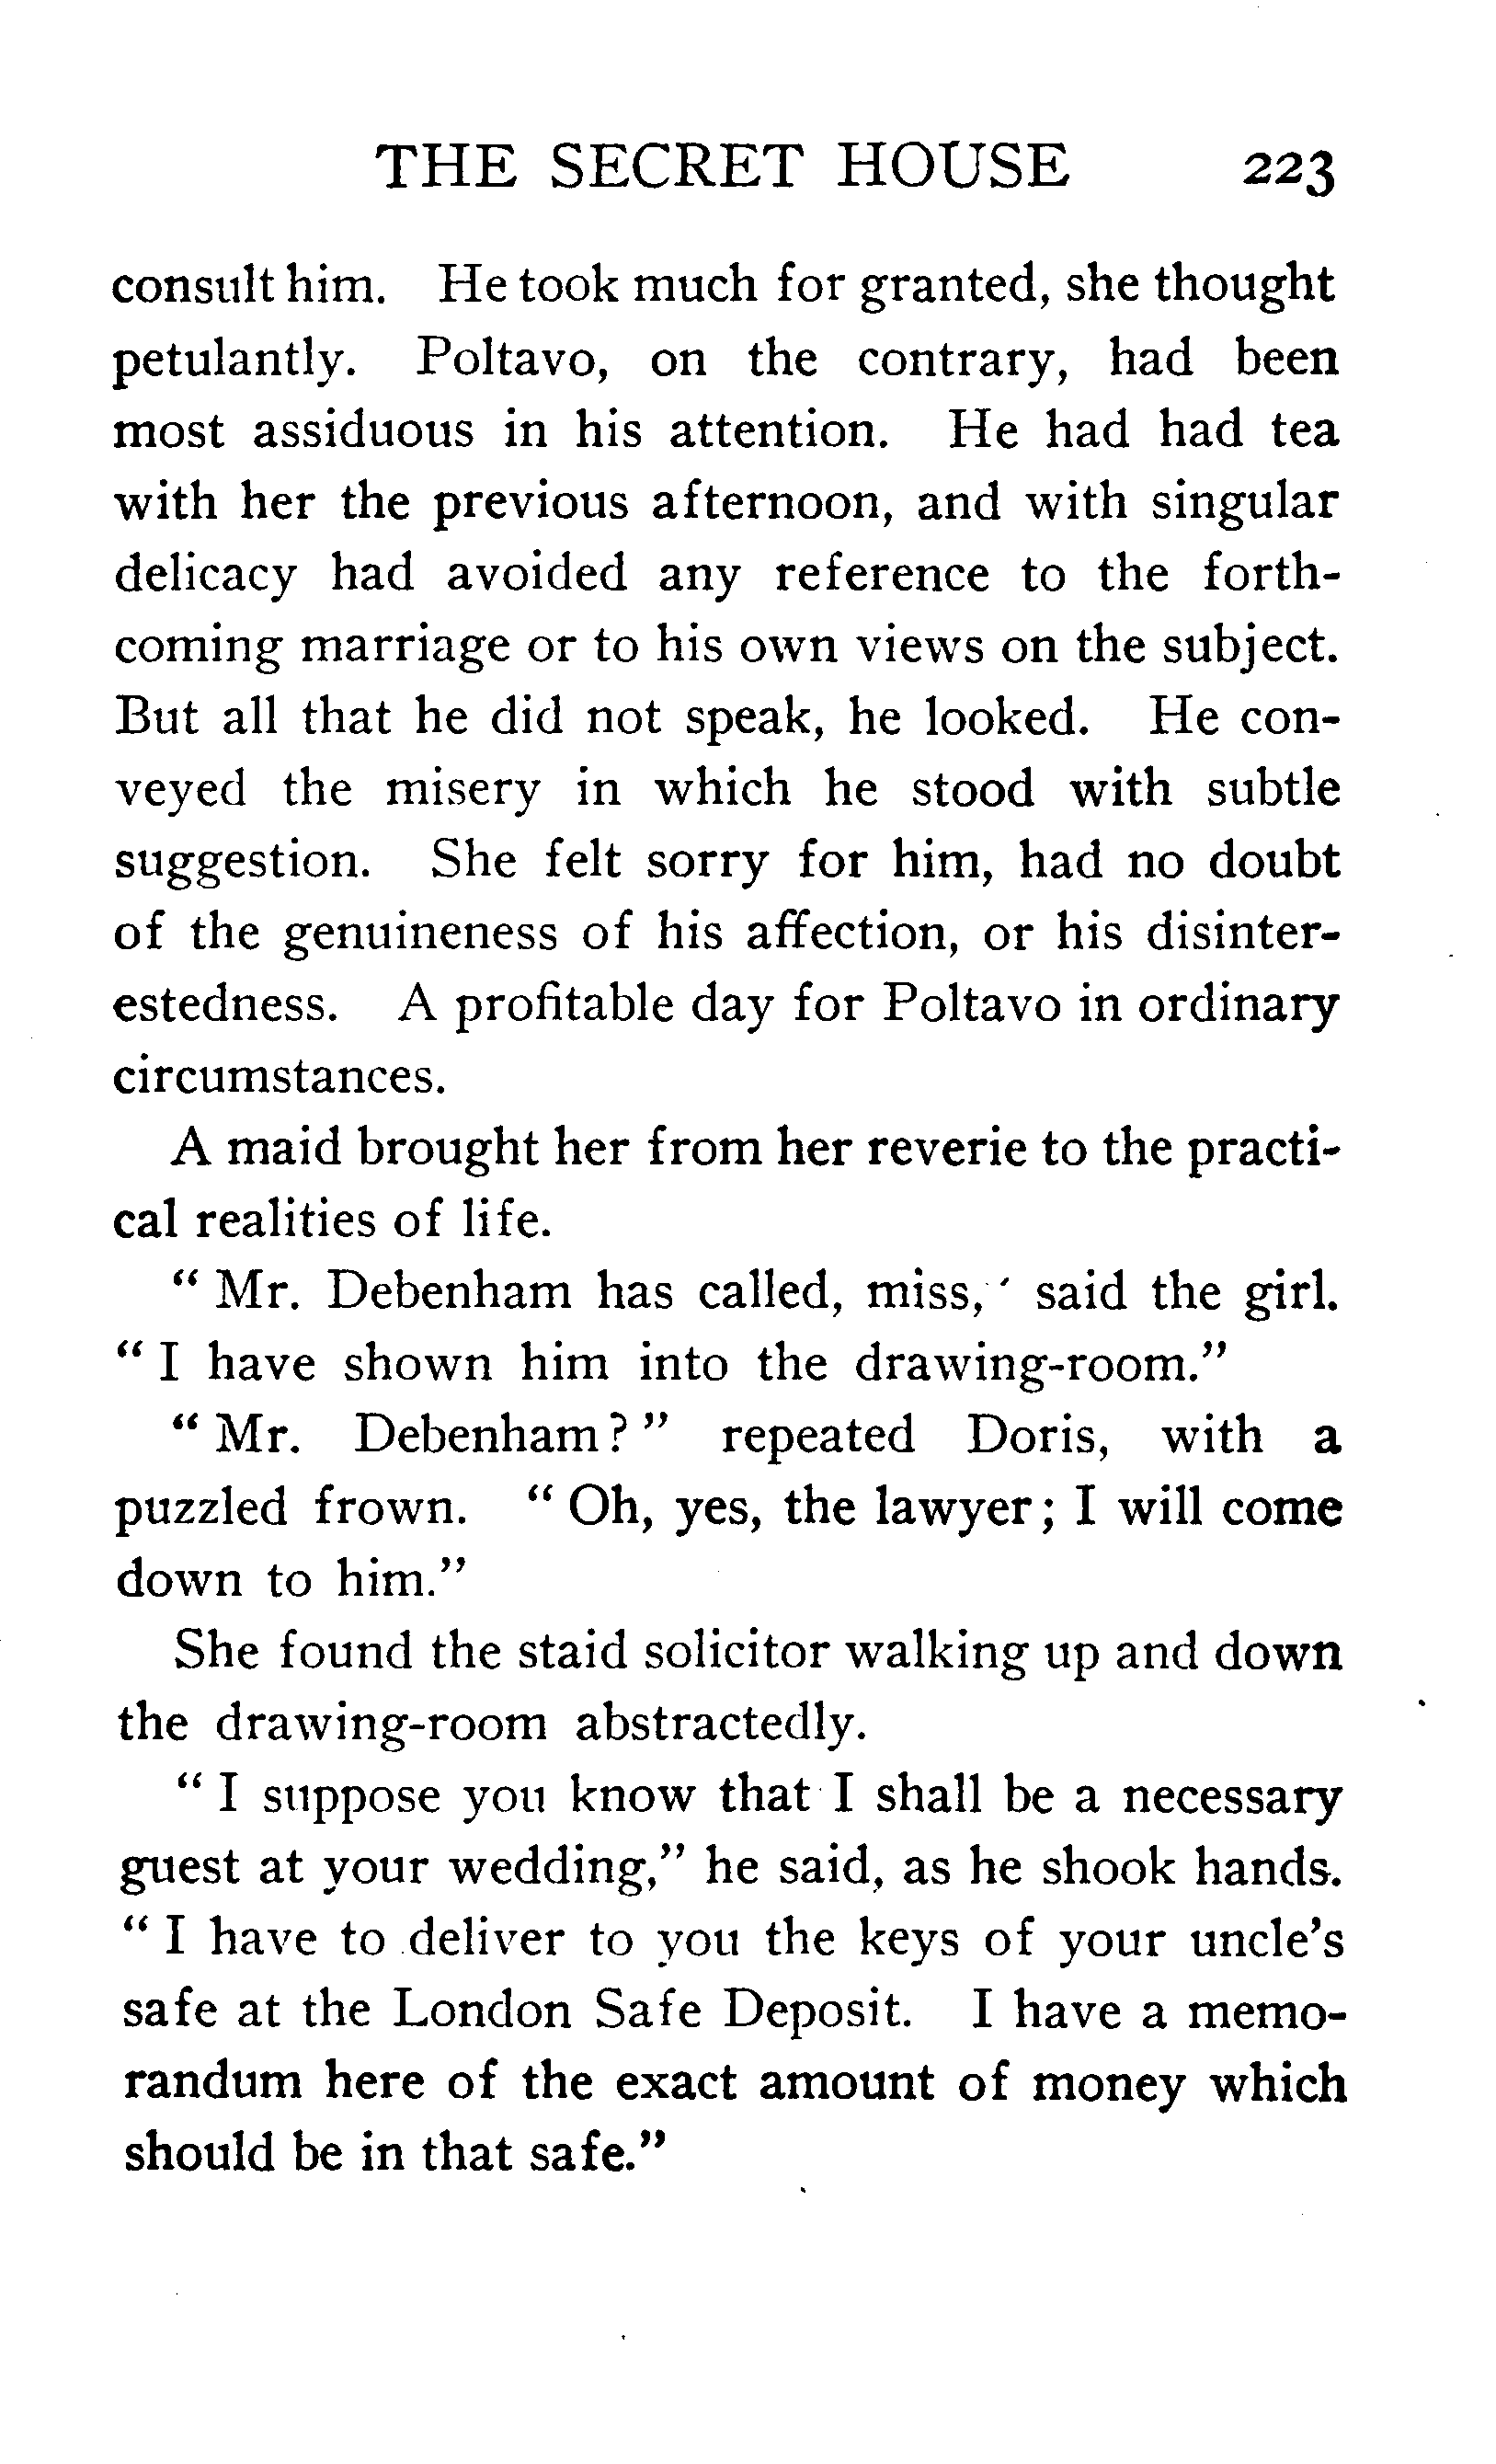 THE SECRET HOUSE 223
consult him. He took much for granted, she thought
petulantly. Poltavo, on the contrary, had been
most assiduous in his attention. He had had tea
with her the previous afternoon, and with singular
delicacy had avoided any reference to the forth-
coming marriage or to his own views on the subject.
But all that he did not speak, he looked. He con-
veyed the misery in which he stood with subtle
suggestion. She felt sorry for him, had no doubt
of the genuineness of his affection, or his disinter-
estedness. A profitable day for Poltavo in ordinary
circumstances.
A maid brought her from her reverie to the practi-
cal realities of life.
" Mr. Debenham has called, miss,' said the girl.
" I have shown him into the drawing-room."
" Mr. Debenham? " repeated Doris, with a
puzzled frown. " Oh, yes, the lawyer; I will come
down to him."
She found the staid solicitor walking up and down
the drawing-room abstractedly.
" I suppose you know that I shall be a necessary
guest at your wedding," he said, as he shook hands.
" I have to deliver to you the keys of your uncle's
safe at the London Safe Deposit. I have a memo-
randum here of the exact amount of money which
should be in that safe."